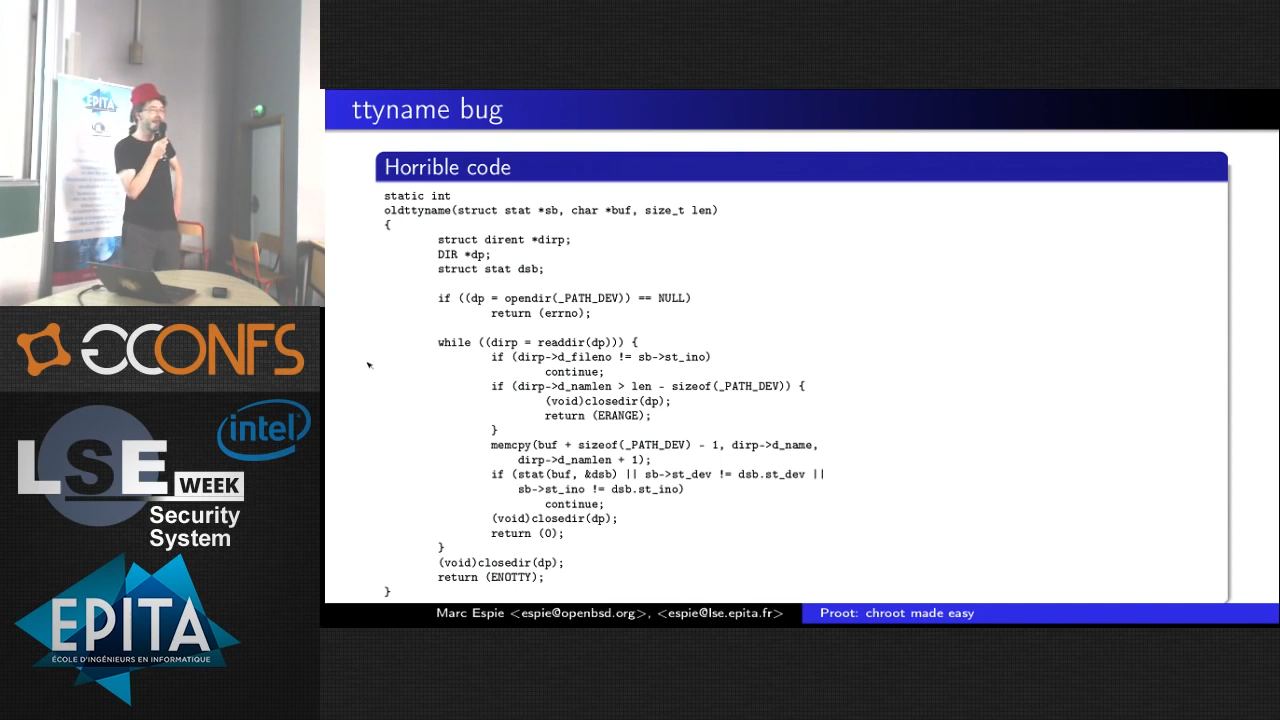 EPITA
GCONFS
LSE
WEEK
intel
Security
System
EPITA
ÉCOLE D'INGÉNIEURS EN INFORMATIQUE
ttyname bug
Horrible code
static int
oldttyname(struct stat *sb, char *buf, size_t len)
{
struct dirent *dirp;
DIR *dp;
struct stat dsb;
if ((dp = opendir(_PATH_DEV)) == NULL)
return (errno);
while ((dirp = readdir(dp))) {
if (dirp->d_fileno != sb->st_ino)
continue;
if (dirp->d_namlen > len - sizeof(_PATH_DEV)) {
(void)closedir(dp);
return (ERANGE);
}
memcpy(buf + sizeof(_PATH_DEV) - 1, dirp->d_name,
dirp->d_namlen + 1);
if (stat(buf, &dsb) || sb->st_dev != dsb.st_dev ||
sb->st_ino != dsb.st_ino)
continue;
(void)closedir(dp);
return (0);
}
(void)closedir(dp);
return (ENOTTY);
}
Marc Espie <espie@openbsd.org>, <espie@lse.epita.fr>
Proot: chroot made easy